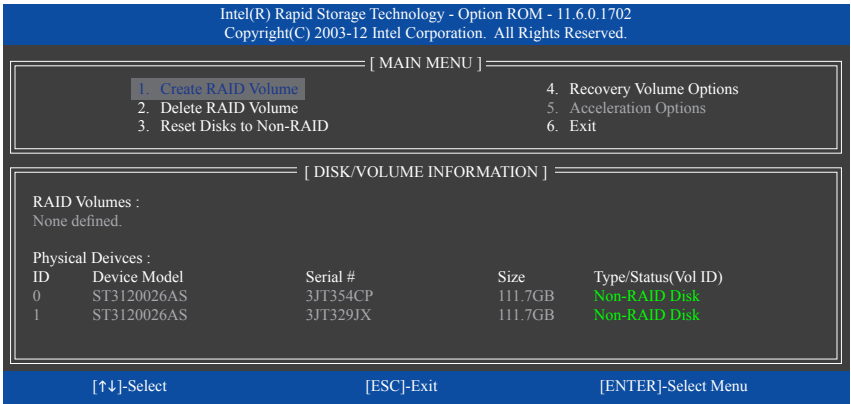 Intel(R) Rapid Storage Technology - Option ROM - 11.6.0.1702
Copyright(C) 2003-12 Intel Corporation. All Rights Reserved.
[ MAIN MENU ]
1. Create RAID Volume
2. Delete RAID Volume
3. Reset Disks to Non-RAID
4. Recovery Volume Options
5. Acceleration Options
6. Exit
[ DISK/VOLUME INFORMATION ]
RAID Volumes :
None defined.
Physical Deivces :
ID Device Model Serial # Size Type/Status(Vol ID)
0 ST3120026AS 3JT354CP 111.7GB Non-RAID Disk
1 ST3120026AS 3JT329JX 111.7GB Non-RAID Disk
[↑↓]-Select [ESC]-Exit [ENTER]-Select Menu